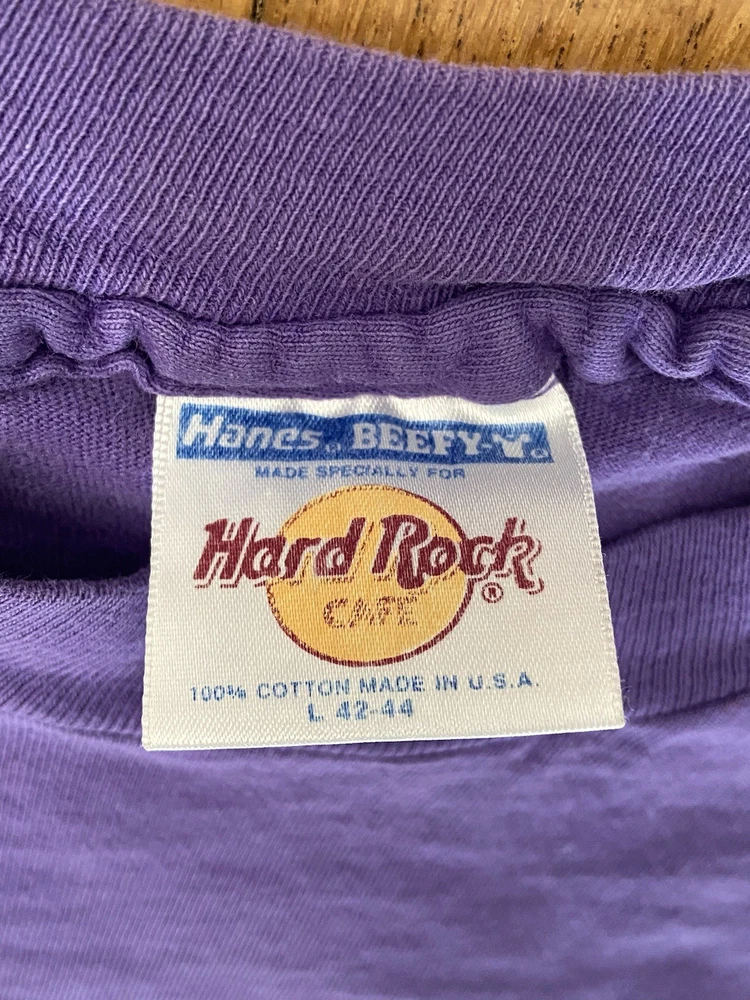 Hanes® BEEFY-T®
MADE SPECIALLY FOR
Hard Rock®
CAFE
100% COTTON MADE IN U.S.A.
L 42-44